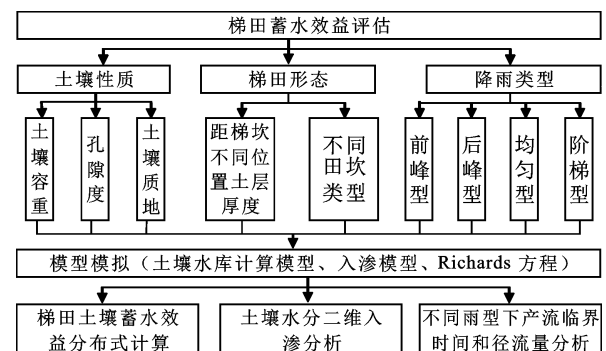 梯田蓄水效益评估
土壤性质
梯田形态
降雨类型
土壤容重
孔隙度
土壤质地
距梯坎
不同位
置土层
厚度
不同
田坎
类型
前峰型
后峰型
均匀型
阶梯型
模型模拟（土壤水库计算模型、入渗模型、Richards 方程）
梯田土壤蓄水效
益分布式计算
土壤水分二维入
渗分析
不同雨型下产流临界
时间和径流量分析